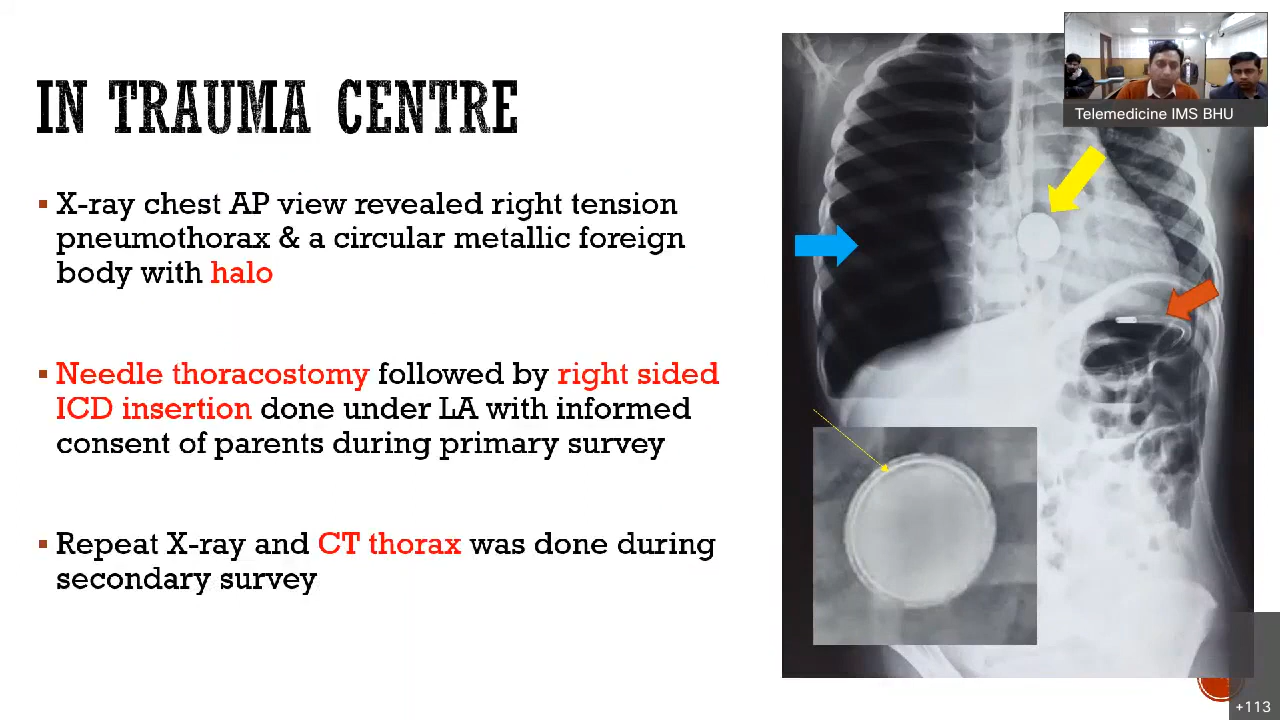 IN TRAUMA CENTRE
X-ray chest AP view revealed right tension
pneumothorax & a circular metallic foreign
body with halo
Needle thoracostomy followed by right sided
ICD insertion done under LA with informed
consent of parents during primary survey
Repeat X-ray and CT thorax was done during
secondary survey
Telemedicine IMS BHU
+113